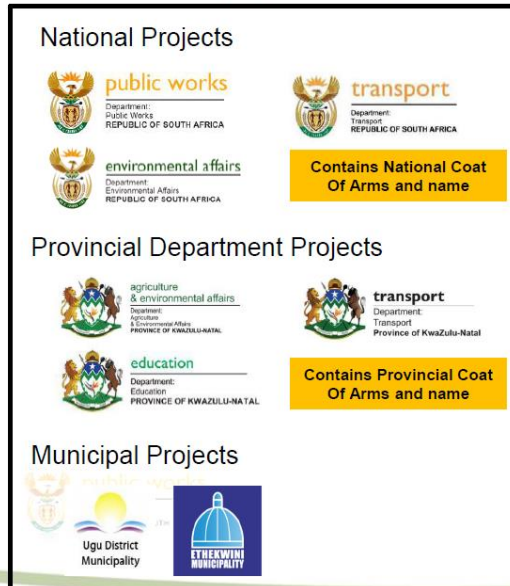 National Projects
public works
Department:
Public Works
REPUBLIC OF SOUTH AFRICA
transport
Department:
Transport
REPUBLIC OF SOUTH AFRICA
environmental affairs
Department:
Environmental Affairs
REPUBLIC OF SOUTH AFRICA
Contains National Coat
Of Arms and name
Provincial Department Projects
agriculture
& environmental affairs
Department:
Agriculture
& Environmental Affairs
PROVINCE OF KWAZULU-NATAL
transport
Department:
Transport
Province of KwaZulu-Natal
education
Department:
Education
PROVINCE OF KWAZULU-NATAL
Contains Provincial Coat
Of Arms and name
Municipal Projects
public works
Ugu District
Municipality
ETHEKWINI
MUNICIPALITY